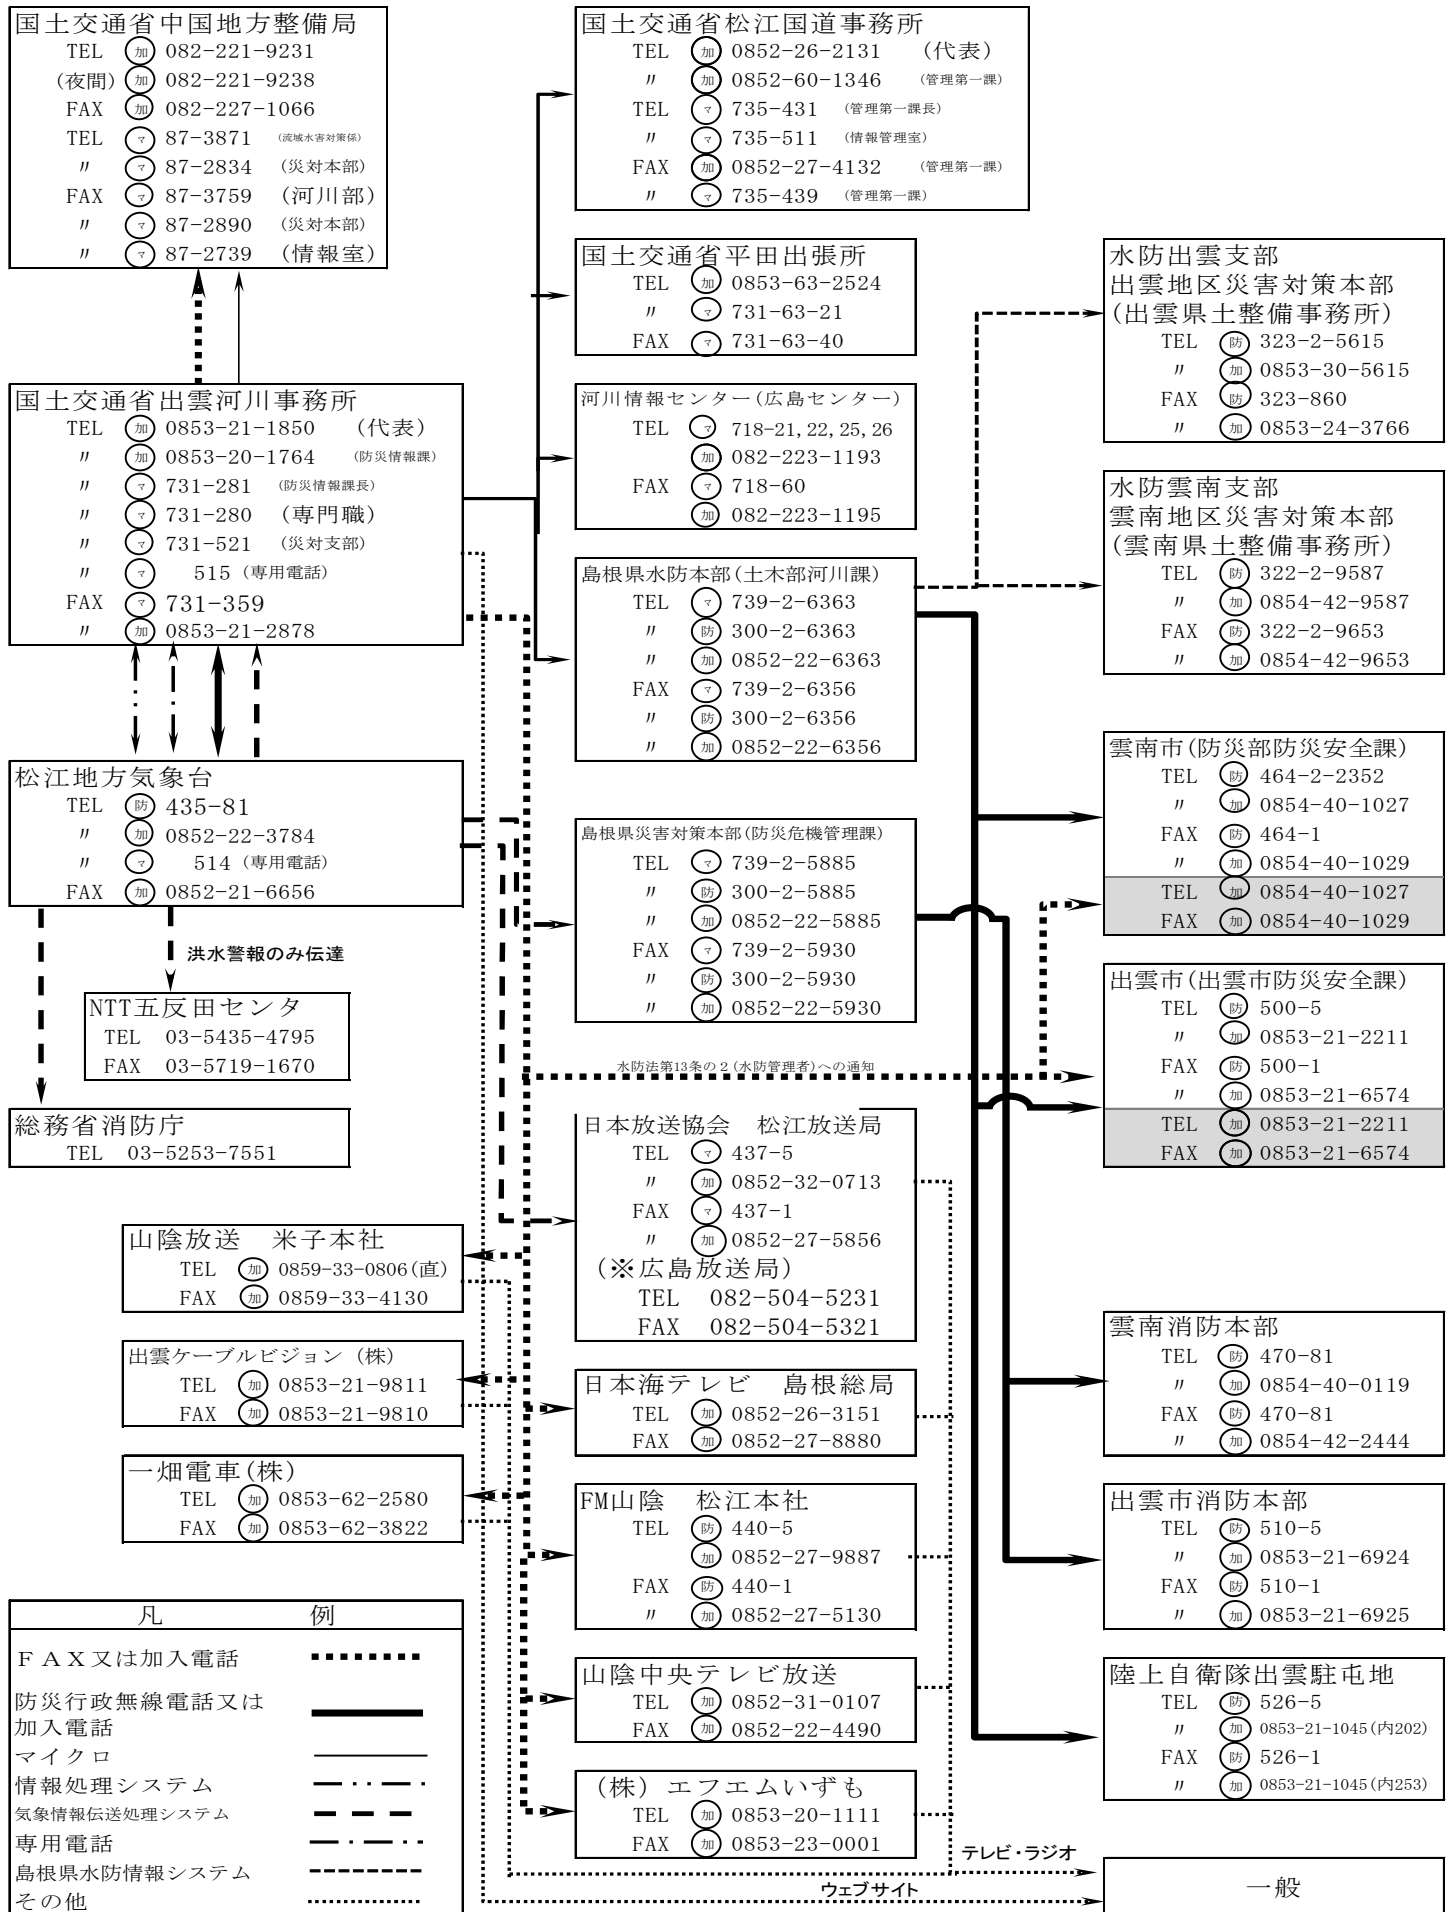 国土交通省中国地方整備局
TEL 加 082-221-9231
(夜間) 加 082-221-9238
FAX 加 082-227-1066
TEL マ 87-3871 (流域水害対策係)
〃 マ 87-2834 (災対本部)
FAX マ 87-3759 (河川部)
〃 マ 87-2890 (災対本部)
〃 マ 87-2739 (情報室)
国土交通省出雲河川事務所
TEL 加 0853-21-1850 (代表)
〃 加 0853-20-1764 (防災情報課)
〃 マ 731-281 (防災情報課長)
〃 マ 731-280 (専門職)
〃 マ 731-521 (災対支部)
〃 マ 515 (専用電話)
FAX マ 731-359
〃 加 0853-21-2878
松江地方気象台
TEL 防 435-81
〃 加 0852-22-3784
〃 マ 514 (専用電話)
FAX 加 0852-21-6656
洪水警報のみ伝達
NTT五反田センタ
TEL 03-5435-4795
FAX 03-5719-1670
総務省消防庁
TEL 03-5253-7551
山陰放送 米子本社
TEL 加 0859-33-0806(直)
FAX 加 0859-33-4130
出雲ケーブルビジョン (株)
TEL 加 0853-21-9811
FAX 加 0853-21-9810
一畑電車(株)
TEL 加 0853-62-2580
FAX 加 0853-62-3822
凡 例
ＦＡＸ又は加入電話
防災行政無線電話又は
加入電話
マイクロ
情報処理システム
気象情報伝送処理システム
専用電話
島根県水防情報システム
その他
国土交通省松江国道事務所
TEL 加 0852-26-2131 (代表)
〃 加 0852-60-1346 (管理第一課)
TEL マ 735-431 (管理第一課長)
〃 マ 735-511 (情報管理室)
FAX 加 0852-27-4132 (管理第一課)
〃 マ 735-439 (管理第一課)
国土交通省平田出張所
TEL 加 0853-63-2524
〃 マ 731-63-21
FAX マ 731-63-40
河川情報センター(広島センター)
TEL マ 718-21,22,25,26
加 082-223-1193
FAX マ 718-60
加 082-223-1195
島根県水防本部(土木部河川課)
TEL マ 739-2-6363
〃 防 300-2-6363
〃 加 0852-22-6363
FAX マ 739-2-6356
〃 防 300-2-6356
〃 加 0852-22-6356
島根県災害対策本部(防災危機管理課)
TEL マ 739-2-5885
〃 防 300-2-5885
〃 加 0852-22-5885
FAX マ 739-2-5930
〃 防 300-2-5930
〃 加 0852-22-5930
水防法第13条の２(水防管理者)への通知
日本放送協会 松江放送局
TEL マ 437-5
〃 加 0852-32-0713
FAX マ 437-1
〃 加 0852-27-5856
(※広島放送局)
TEL 082-504-5231
FAX 082-504-5321
日本海テレビ 島根総局
TEL 加 0852-26-3151
FAX 加 0852-27-8880
FM山陰 松江本社
TEL 防 440-5
加 0852-27-9887
FAX 防 440-1
〃 加 0852-27-5130
山陰中央テレビ放送
TEL 加 0852-31-0107
FAX 加 0852-22-4490
(株) エフエムいずも
TEL 加 0853-20-1111
FAX 加 0853-23-0001
テレビ・ラジオ
ウェブサイト
水防出雲支部
出雲地区災害対策本部
(出雲県土整備事務所)
TEL 防 323-2-5615
〃 加 0853-30-5615
FAX 防 323-860
〃 加 0853-24-3766
水防雲南支部
雲南地区災害対策本部
(雲南県土整備事務所)
TEL 防 322-2-9587
〃 加 0854-42-9587
FAX 防 322-2-9653
〃 加 0854-42-9653
雲南市(防災部防災安全課)
TEL 防 464-2-2352
〃 加 0854-40-1027
FAX 防 464-1
〃 加 0854-40-1029
TEL 加 0854-40-1027
FAX 加 0854-40-1029
出雲市(出雲市防災安全課)
TEL 防 500-5
〃 加 0853-21-2211
FAX 防 500-1
〃 加 0853-21-6574
TEL 加 0853-21-2211
FAX 加 0853-21-6574
雲南消防本部
TEL 防 470-81
〃 加 0854-40-0119
FAX 防 470-81
〃 加 0854-42-2444
出雲市消防本部
TEL 防 510-5
〃 加 0853-21-6924
FAX 防 510-1
〃 加 0853-21-6925
陸上自衛隊出雲駐屯地
TEL 防 526-5
〃 加 0853-21-1045(内202)
FAX 防 526-1
〃 加 0853-21-1045(内253)
一般